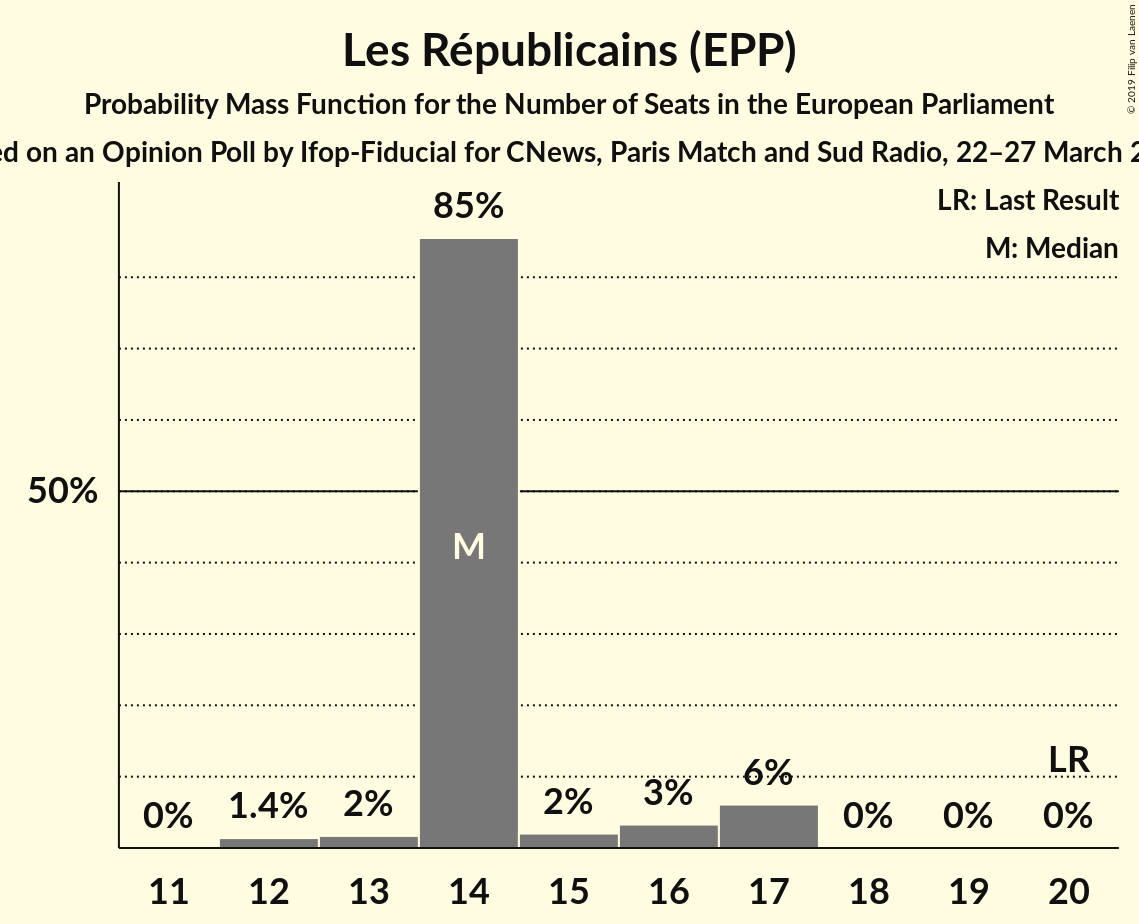 Les Républicains (EPP)
Probability Mass Function for the Number of Seats in the European Parliament
on an Opinion Poll by Ifop-Fiducial for CNews, Paris Match and Sud Radio, 22–27 March
© 2019 Filip van Laenen
LR: Last Result
M: Median
85%
50%
M
LR
0% 1.4% 2% 2% 3% 6% 0% 0% 0%
11 12 13 14 15 16 17 18 19 20